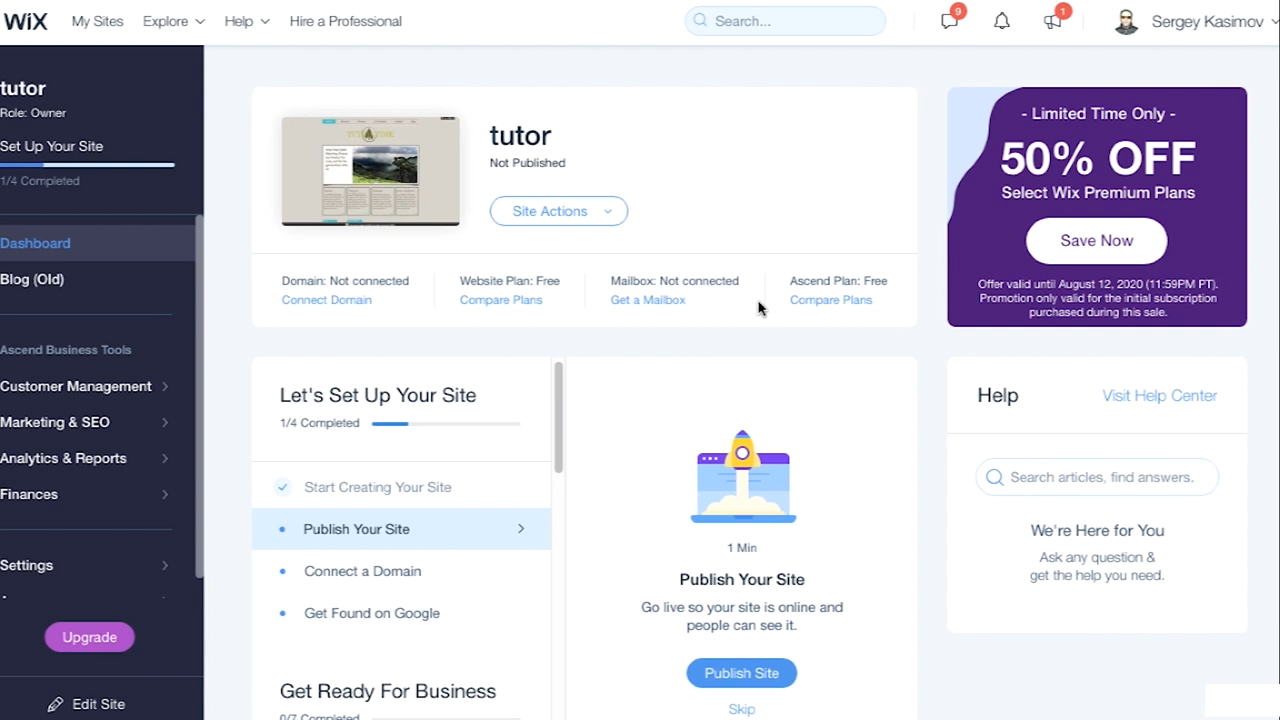 WiX My Sites Explore Help Hire a Professional Search... 9 1 Sergey Kasimov
tutor
Role: Owner
Set Up Your Site
1/4 Completed
Dashboard
Blog (Old)
Ascend Business Tools
Customer Management
Marketing & SEO
Analytics & Reports
Finances
Settings
Upgrade
Edit Site
tutor
Not Published
Site Actions
Domain: Not connected
Connect Domain
Website Plan: Free
Compare Plans
Mailbox: Not connected
Get a Mailbox
Ascend Plan: Free
Compare Plans
- Limited Time Only -
50% OFF
Select Wix Premium Plans
Save Now
Offer valid until August 12, 2020 (11:59PM PT).
Promotion only valid for the initial subscription
purchased during this sale.
Let's Set Up Your Site
1/4 Completed
Start Creating Your Site
Publish Your Site
Connect a Domain
Get Found on Google
Get Ready For Business
0/7 Completed
1 Min
Publish Your Site
Go live so your site is online and
people can see it.
Publish Site
Skip
Help
Visit Help Center
Search articles, find answers.
We're Here for You
Ask any question &
get the help you need.